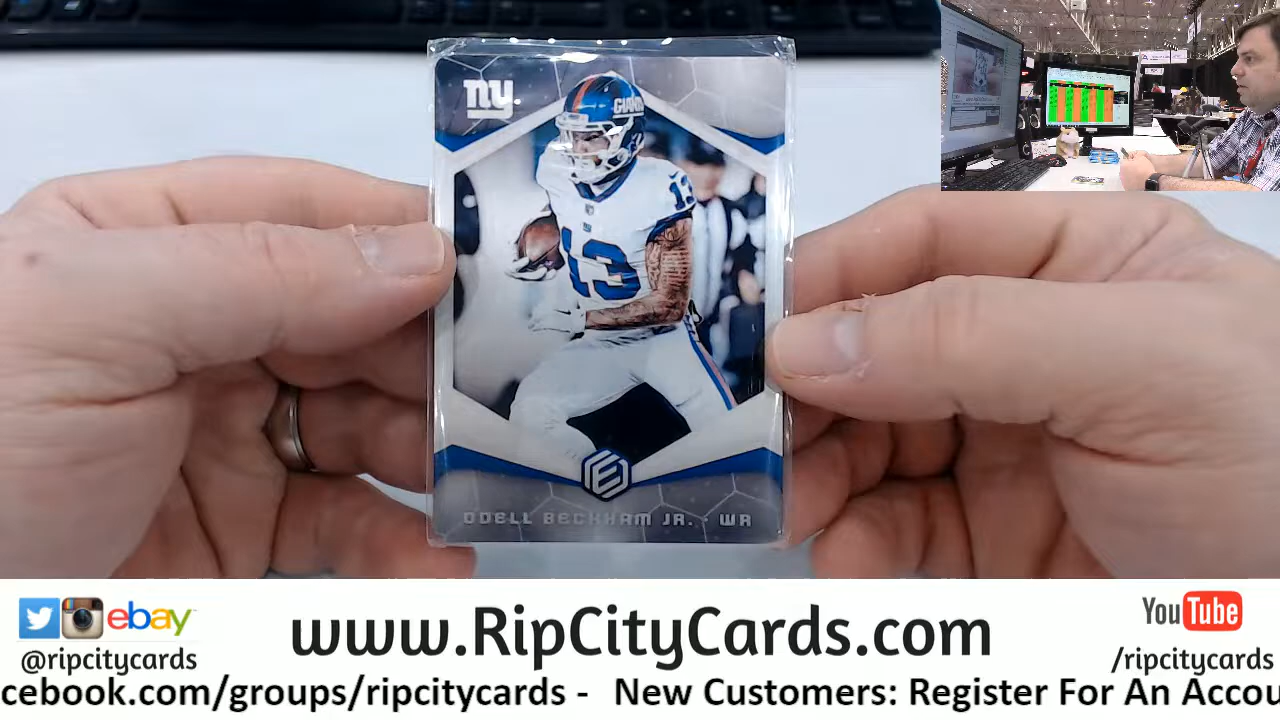 ny
GIANTS
13
13
E
ODELL BECKHAM JR. - WR
ebay
www.RipCityCards.com
YouTube
@ripcitycards
/ripcitycards
cebook.com/groups/ripcitycards - New Customers: Register For An Accou